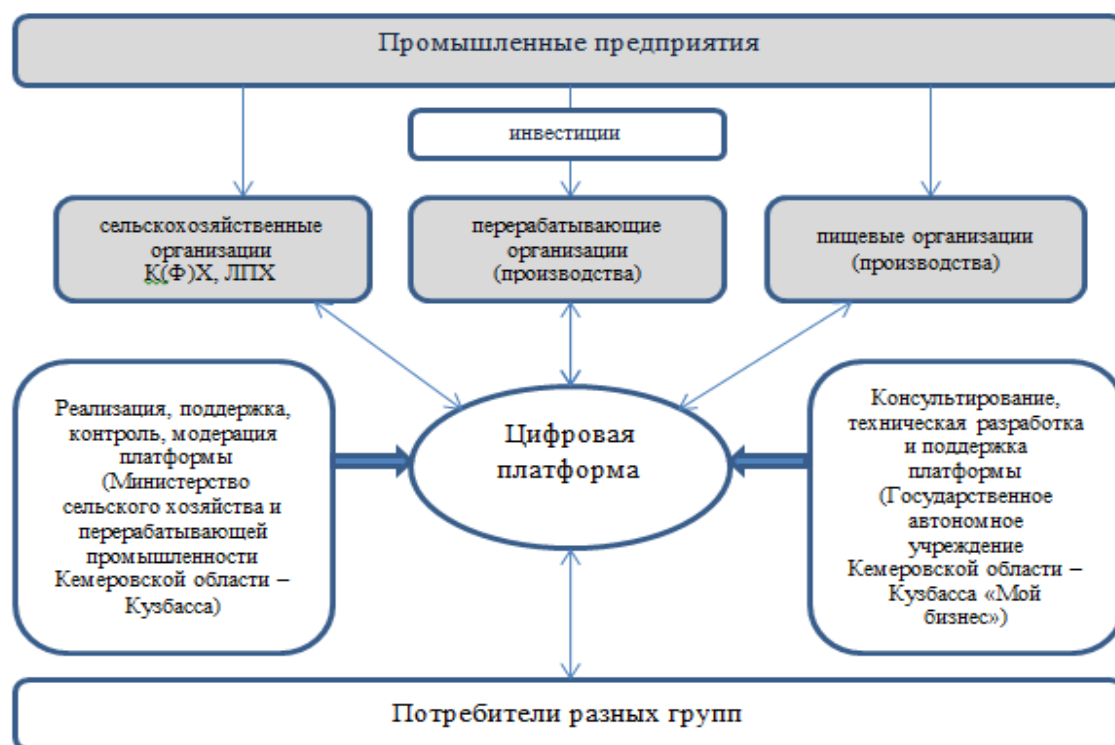 Промышленные предприятия
инвестиции
сельскохозяйственные
организации
К(Ф)Х, ЛПХ
перерабатывающие
организации
(производства)
пищевые организации
(производства)
Реализация, поддержка,
контроль, модерация
платформы
(Министерство
сельского хозяйства и
перерабатывающей
промышленности
Кемеровской области –
Кузбасса)
Цифровая
платформа
Консультирование,
техническая разработка
и поддержка
платформы
(Государственное
автономное
учреждение
Кемеровской области –
Кузбасса «Мой
бизнес»)
Потребители разных групп